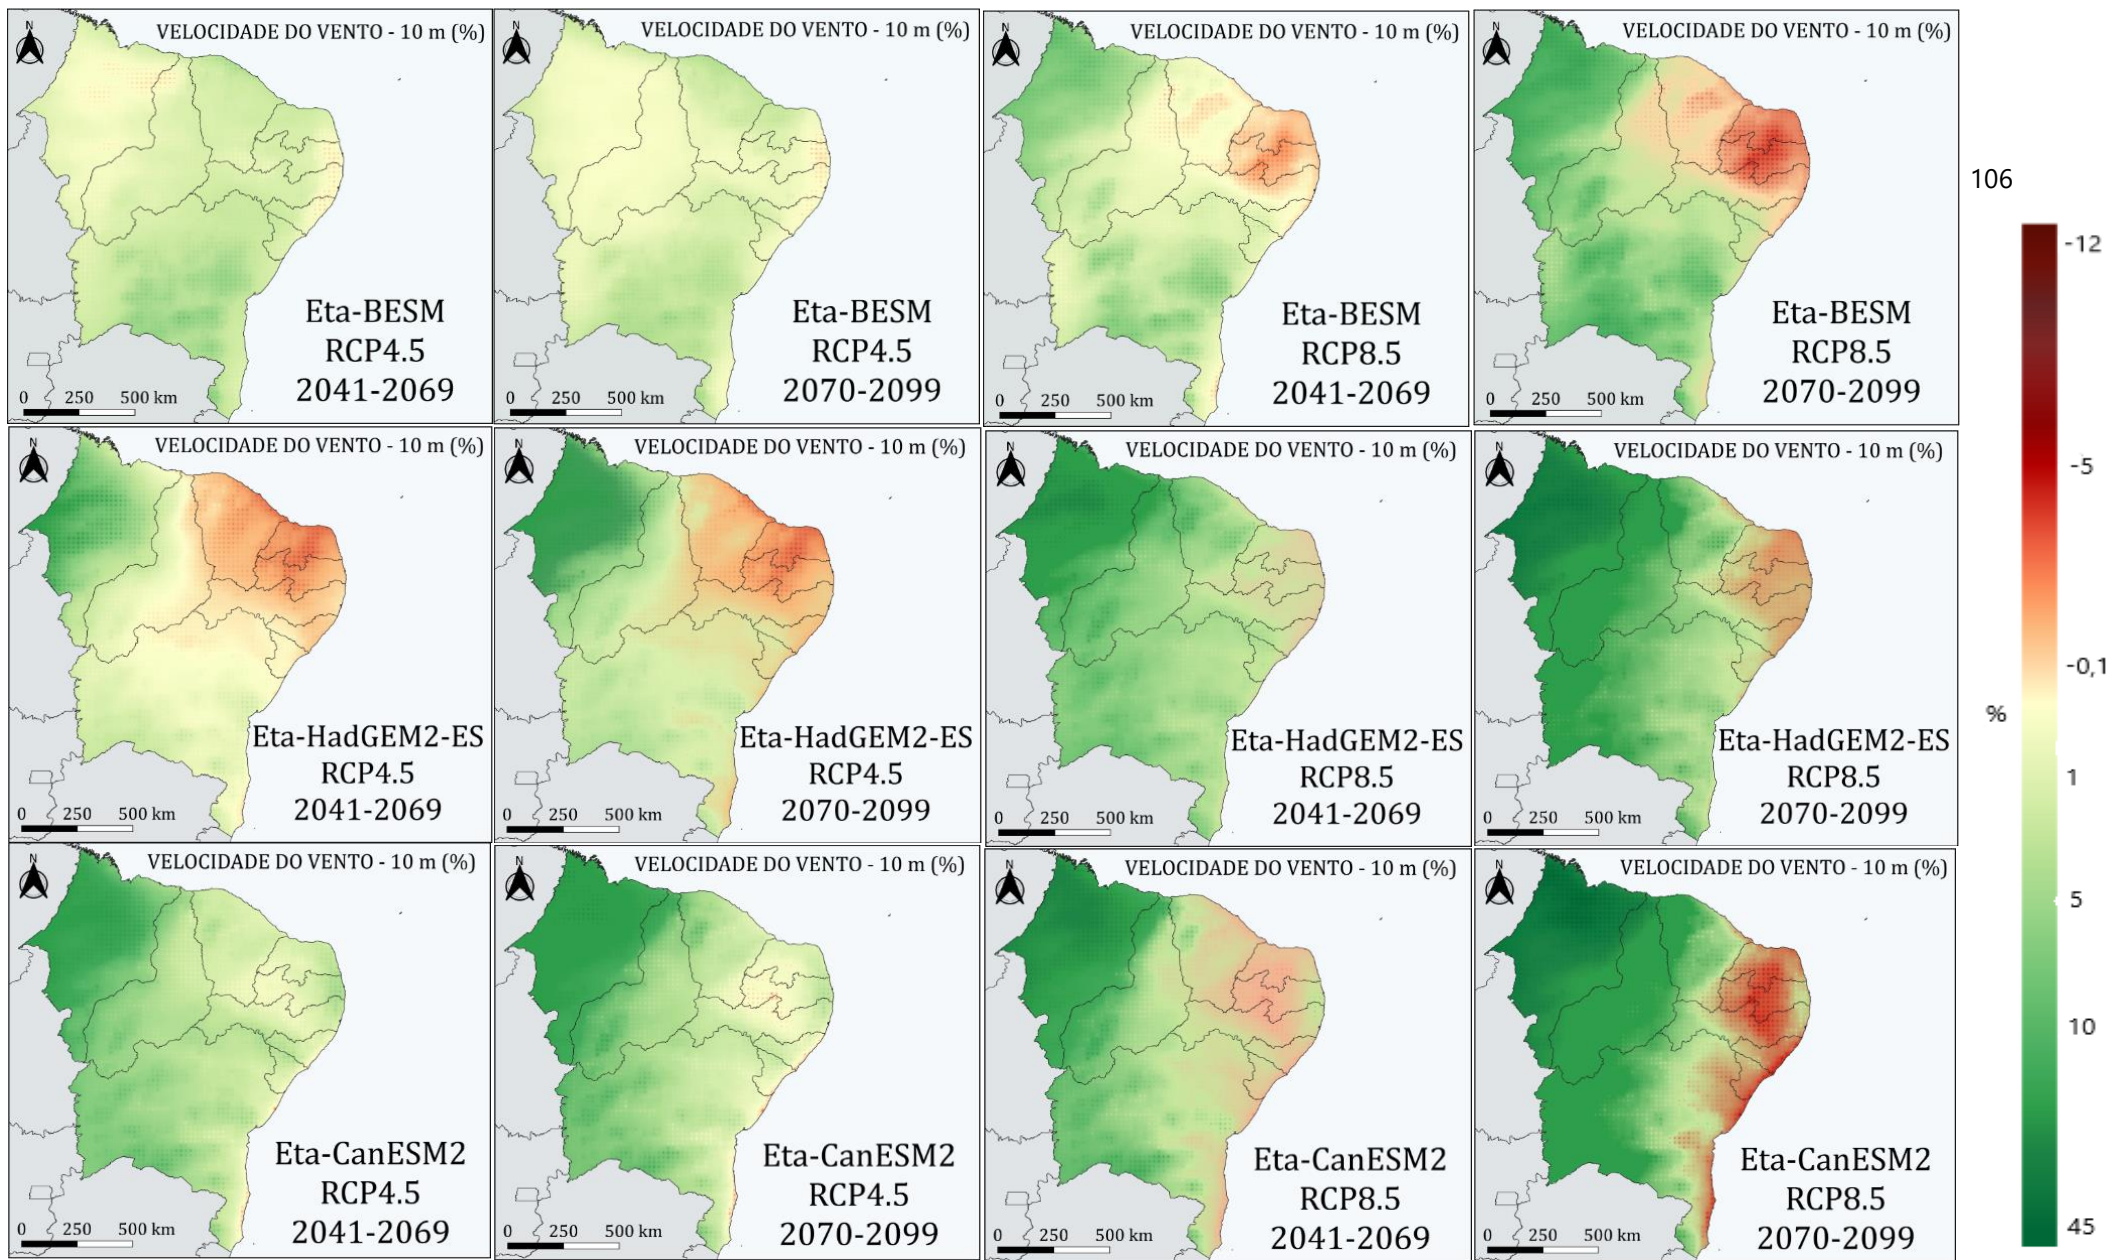 VELOCIDADE DO VENTO - 10 m (%)
N
Eta-BESM
RCP4.5
2041-2069
0 250 500 km
VELOCIDADE DO VENTO - 10 m (%)
N
Eta-BESM
RCP4.5
2070-2099
0 250 500 km
VELOCIDADE DO VENTO - 10 m (%)
N
Eta-BESM
RCP8.5
2041-2069
0 250 500 km
VELOCIDADE DO VENTO - 10 m (%)
N
Eta-BESM
RCP8.5
2070-2099
0 250 500 km
VELOCIDADE DO VENTO - 10 m (%)
N
Eta-HadGEM2-ES
RCP4.5
2041-2069
0 250 500 km
VELOCIDADE DO VENTO - 10 m (%)
N
Eta-HadGEM2-ES
RCP4.5
2070-2099
0 250 500 km
VELOCIDADE DO VENTO - 10 m (%)
N
Eta-HadGEM2-ES
RCP8.5
2041-2069
0 250 500 km
VELOCIDADE DO VENTO - 10 m (%)
N
Eta-HadGEM2-ES
RCP8.5
2070-2099
0 250 500 km
VELOCIDADE DO VENTO - 10 m (%)
N
Eta-CanESM2
RCP4.5
2041-2069
0 250 500 km
VELOCIDADE DO VENTO - 10 m (%)
N
Eta-CanESM2
RCP4.5
2070-2099
0 250 500 km
VELOCIDADE DO VENTO - 10 m (%)
N
Eta-CanESM2
RCP8.5
2041-2069
0 250 500 km
VELOCIDADE DO VENTO - 10 m (%)
N
Eta-CanESM2
RCP8.5
2070-2099
0 250 500 km
106
-12
-5
-0,1
%
1
5
10
45